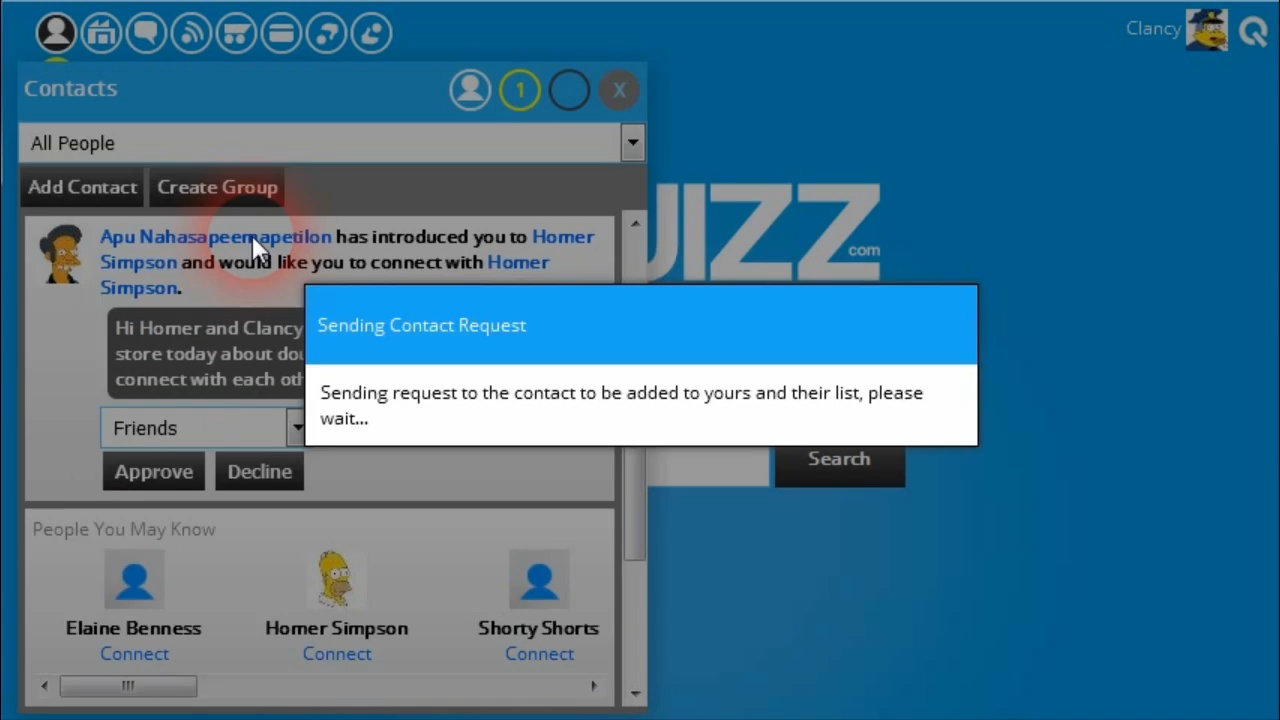 Clancy
Contacts
1
X
All People
Add Contact
Create Group
Apu Nahasapeemapetilon has introduced you to Homer
Simpson and would like you to connect with Homer
Simpson.
Hi Homer and Clancy
store today about
connect with each
UIZZ
.com
Sending Contact Request
Sending request to the contact to be added to yours and their list, please
wait...
Friends
Approve
Decline
Search
People You May Know
Elaine Benness
Homer Simpson
Shorty Shorts
Connect
Connect
Connect